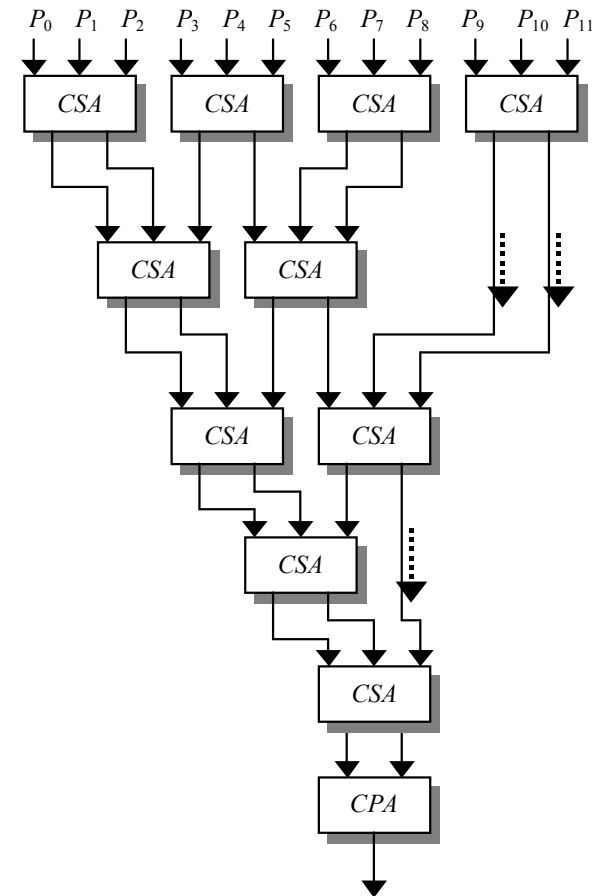 P₀ P₁ P₂ P₃ P₄ P₅ P₆ P₇ P₈ P₉ P₁₀ P₁₁
CSA CSA CSA CSA
CSA CSA
CSA CSA
CSA
CSA
CPA